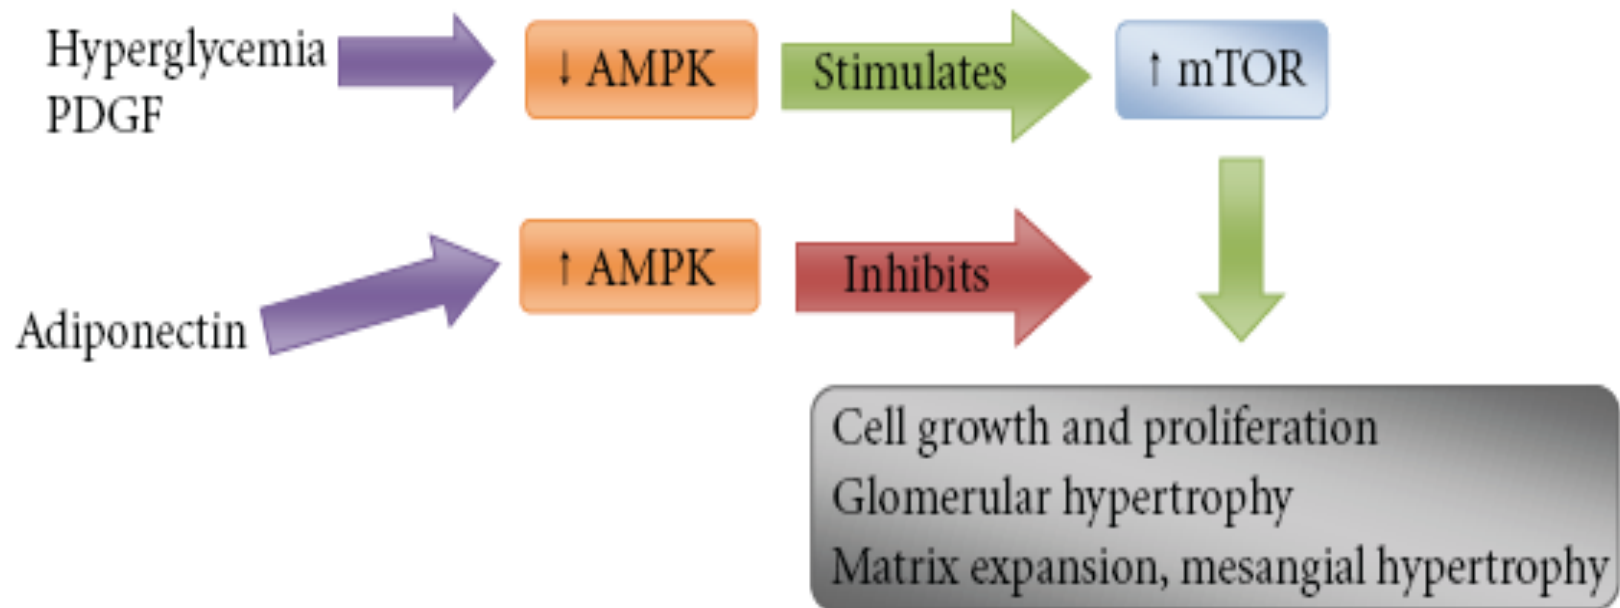 Hyperglycemia
PDGF
↓ AMPK
Stimulates
↑ mTOR
Adiponectin
↑ AMPK
Inhibits
Cell growth and proliferation
Glomerular hypertrophy
Matrix expansion, mesangial hypertrophy